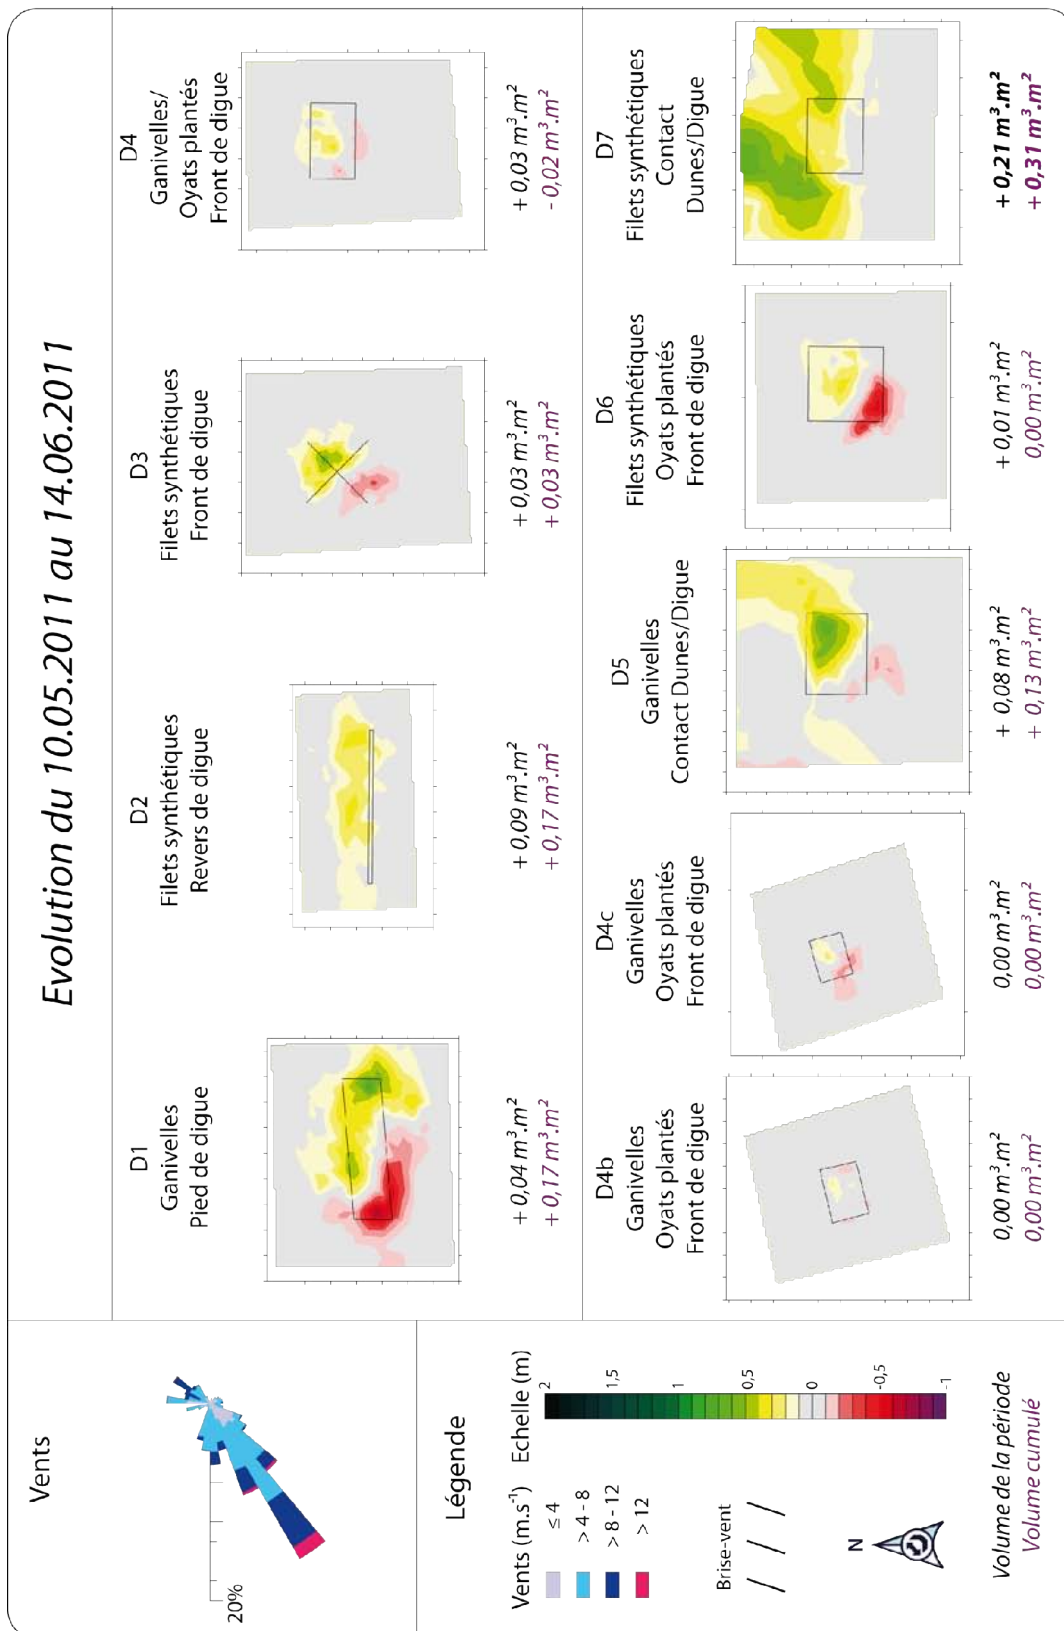 Evolution du 10.05.2011 au 14.06.2011
Vents
20%
D1
Ganivelles
Pied de digue
+ 0,04 m³.m²
+ 0,17 m³.m²
D2
Filets synthétiques
Revers de digue
+ 0,09 m³.m²
+ 0,17 m³.m²
D3
Filets synthétiques
Front de digue
+ 0,03 m³.m²
+ 0,03 m³.m²
D4
Ganivelles/
Oyats plantés
Front de digue
+ 0,03 m³.m²
- 0,02 m³.m²
Légende
Vents (m.s⁻¹)
≤ 4
> 4 - 8
> 8 - 12
> 12
Echelle (m)
2
1,5
1
0,5
0
-0,5
-1
Brise-vent
N
Volume de la période
Volume cumulé
D4b
Ganivelles
Oyats plantés
Front de digue
0,00 m³.m²
0,00 m³.m²
D4c
Ganivelles
Oyats plantés
Front de digue
0,00 m³.m²
0,00 m³.m²
D5
Ganivelles
Contact Dunes/Digue
+ 0,08 m³.m²
+ 0,13 m³.m²
D6
Filets synthétiques
Oyats plantés
Front de digue
+ 0,01 m³.m²
0,00 m³.m²
D7
Filets synthétiques
Contact
Dunes/Digue
+ 0,21 m³.m²
+ 0,31 m³.m²